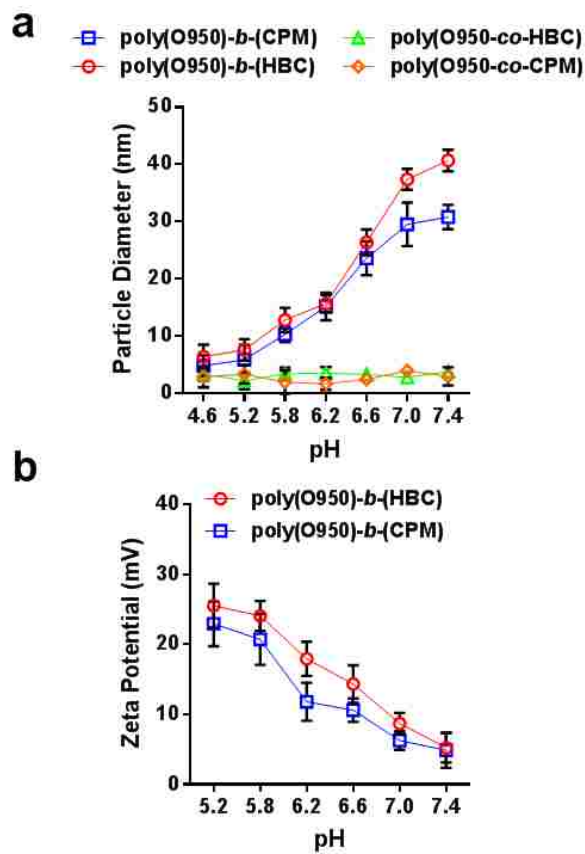 a
poly(O950)-b-(CPM) poly(O950-co-HBC)
poly(O950)-b-(HBC) poly(O950-co-CPM)
50
40
30
20
10
0
Particle Diameter (nm)
4.6 5.2 5.8 6.2 6.6 7.0 7.4
pH
b
poly(O950)-b-(HBC)
poly(O950)-b-(CPM)
40
30
20
10
0
Zeta Potential (mV)
5.2 5.8 6.2 6.6 7.0 7.4
pH